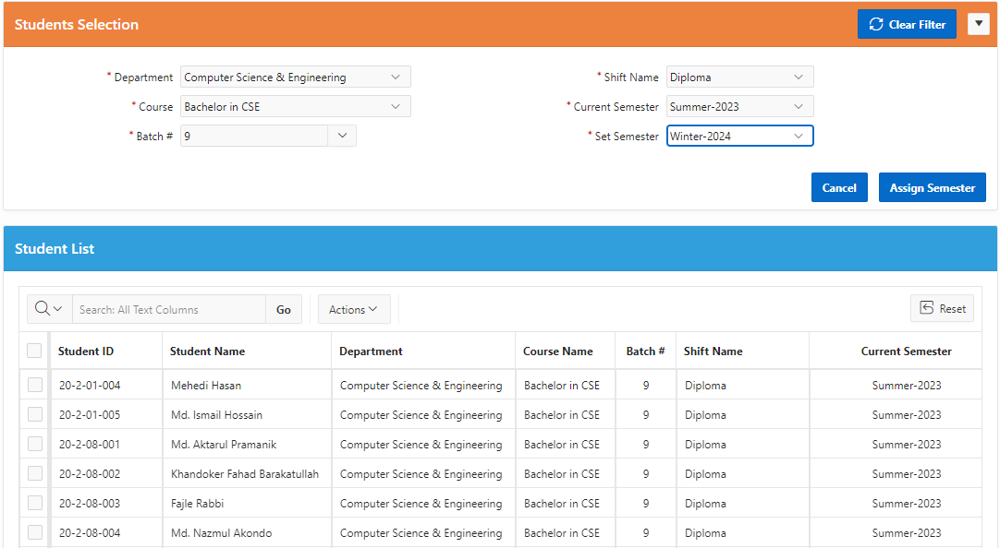 Students Selection Clear Filter
* Department Computer Science & Engineering * Shift Name Diploma
* Course Bachelor in CSE * Current Semester Summer-2023
* Batch # 9 * Set Semester Winter-2024
Cancel Assign Semester
Student List
Search: All Text Columns Go Actions Reset
Student ID Student Name Department Course Name Batch # Shift Name Current Semester
20-2-01-004 Mehedi Hasan Computer Science & Engineering Bachelor in CSE 9 Diploma Summer-2023
20-2-01-005 Md. Ismail Hossain Computer Science & Engineering Bachelor in CSE 9 Diploma Summer-2023
20-2-08-001 Md. Aktarul Pramanik Computer Science & Engineering Bachelor in CSE 9 Diploma Summer-2023
20-2-08-002 Khandoker Fahad Barakatullah Computer Science & Engineering Bachelor in CSE 9 Diploma Summer-2023
20-2-08-003 Fajle Rabbi Computer Science & Engineering Bachelor in CSE 9 Diploma Summer-2023
20-2-08-004 Md. Nazmul Akondo Computer Science & Engineering Bachelor in CSE 9 Diploma Summer-2023